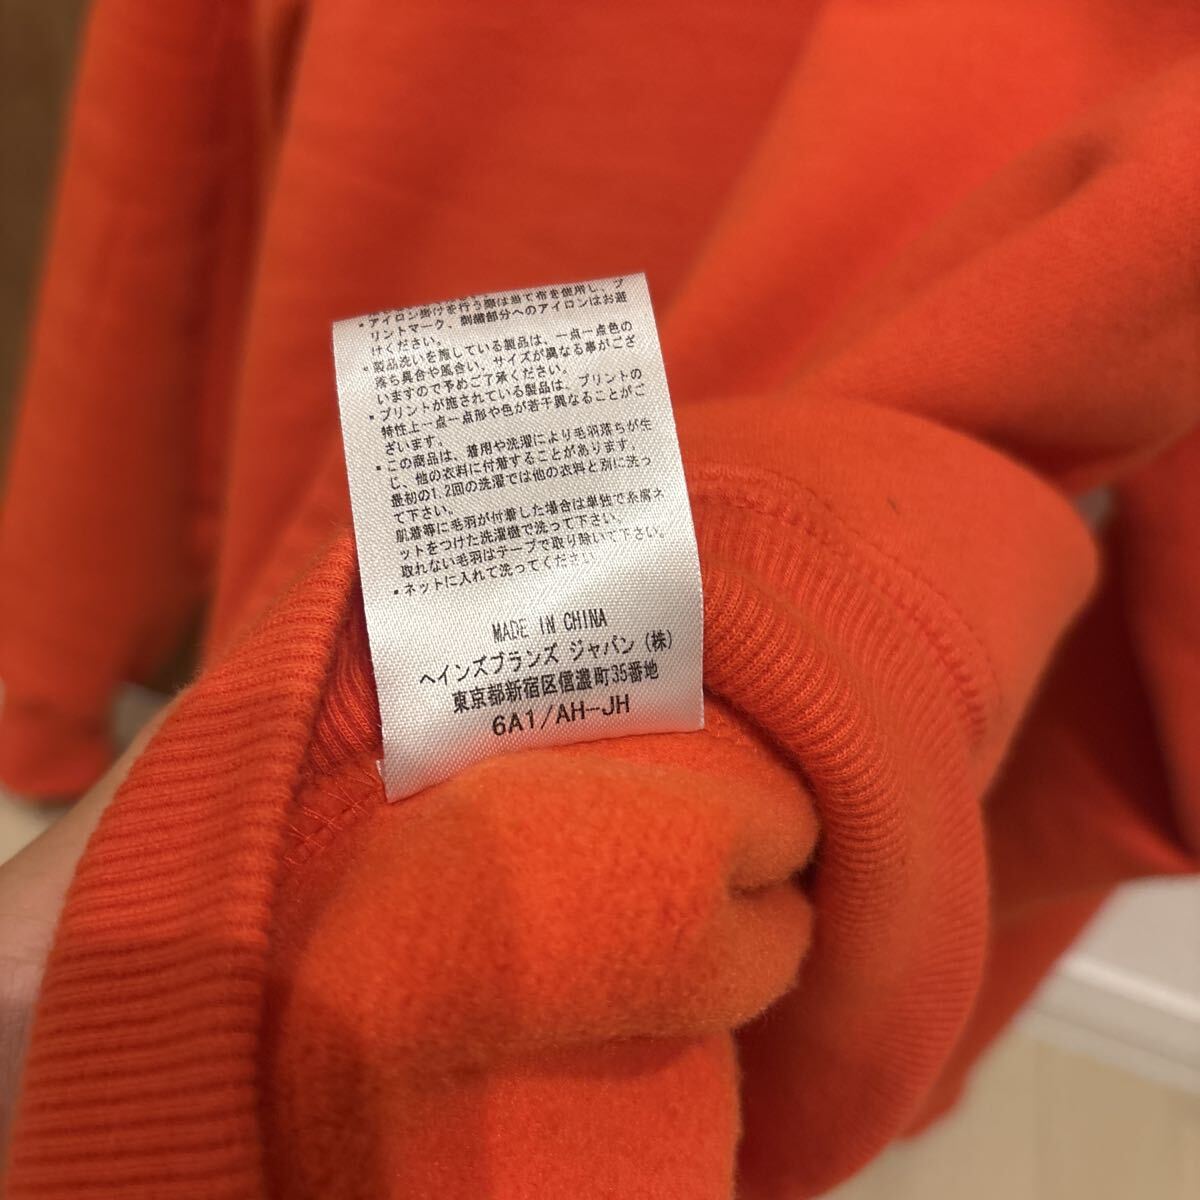 ・アイロン掛けを行う際は当て布を使用し、プ
リントマーク、刺繍部分へのアイロンはお避
けください。
・製品洗いを施している製品は、一点一点色の
落ち具合や風合い、サイズが異なる事がござ
いますので予めご了承ください。
・プリントが施されている製品は、プリントの
特性上一点一点形や色が若干異なることがご
ざいます。
・この商品は、着用や洗濯により毛羽落ちが生
じ、他の衣料に付着することがあります。
最初の1,2回の洗濯では他の衣料と別に洗っ
て下さい。
肌着等に毛羽が付着した場合は単独で糸腐ネ
ットをつけた洗濯機で洗って下さい。
取れない毛羽はテープで取り除いて下さい。
・ネットに入れて洗ってください
MADE IN CHINA
ヘインズブランズ ジャパン (株)
東京都新宿区信濃町35番地
6A1/AH-JH